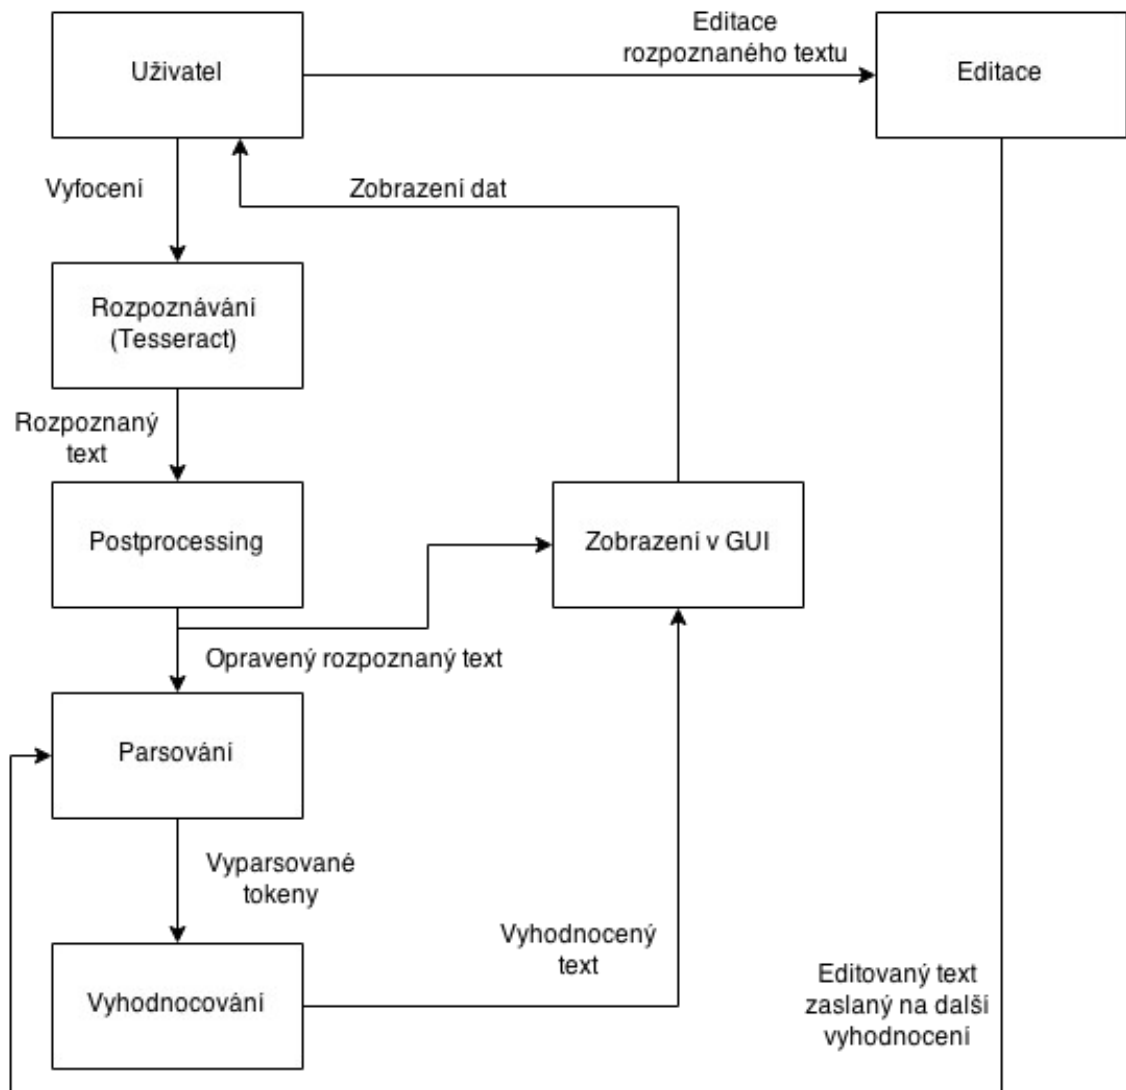 Uživatel
Editace
rozpoznaného textu
Editace
Vyfocení
Zobrazení dat
Rozpoznávání
(Tesseract)
Rozpoznaný
text
Postprocessing
Zobrazení v GUI
Opravený rozpoznaný text
Parsování
Vyparsované
tokeny
Vyhodnocený
text
Vyhodnocování
Editovaný text
zaslaný na další
vyhodnocení